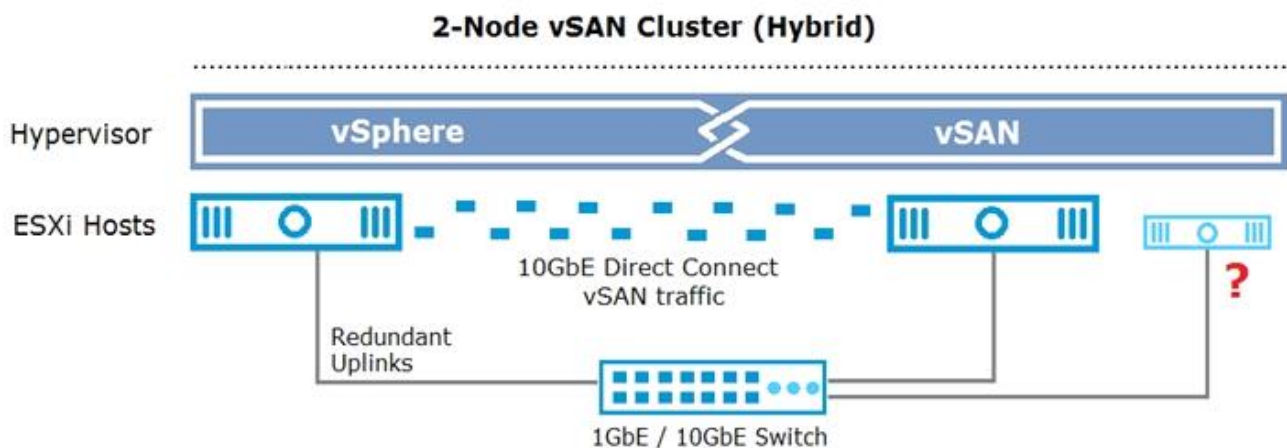 2-Node vSAN Cluster (Hybrid)
Hypervisor
vSphere
vSAN
ESXi Hosts
10GbE Direct Connect
vSAN traffic
?
Redundant
Uplinks
1GbE / 10GbE Switch